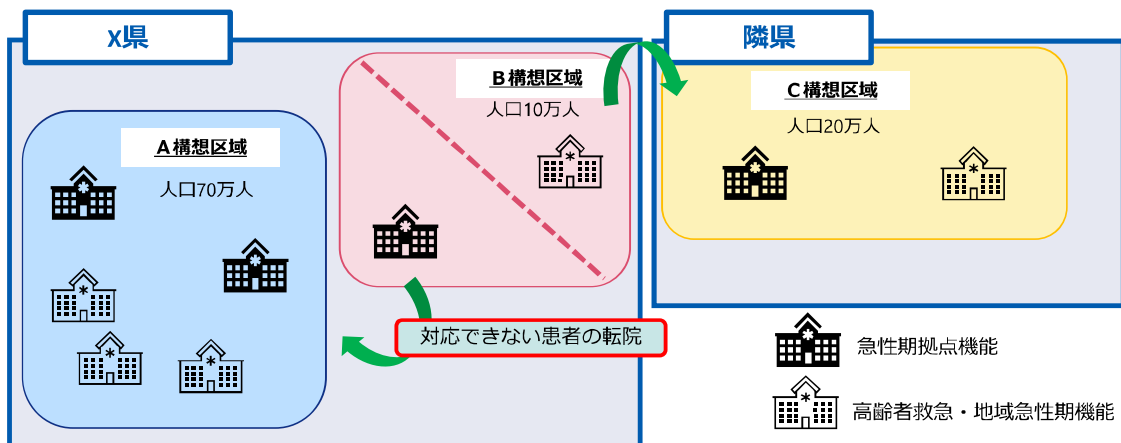 X県
隣県
B構想区域
人口10万人
C構想区域
人口20万人
A構想区域
人口70万人
対応できない患者の転院
急性期拠点機能
高齢者救急・地域急性期機能